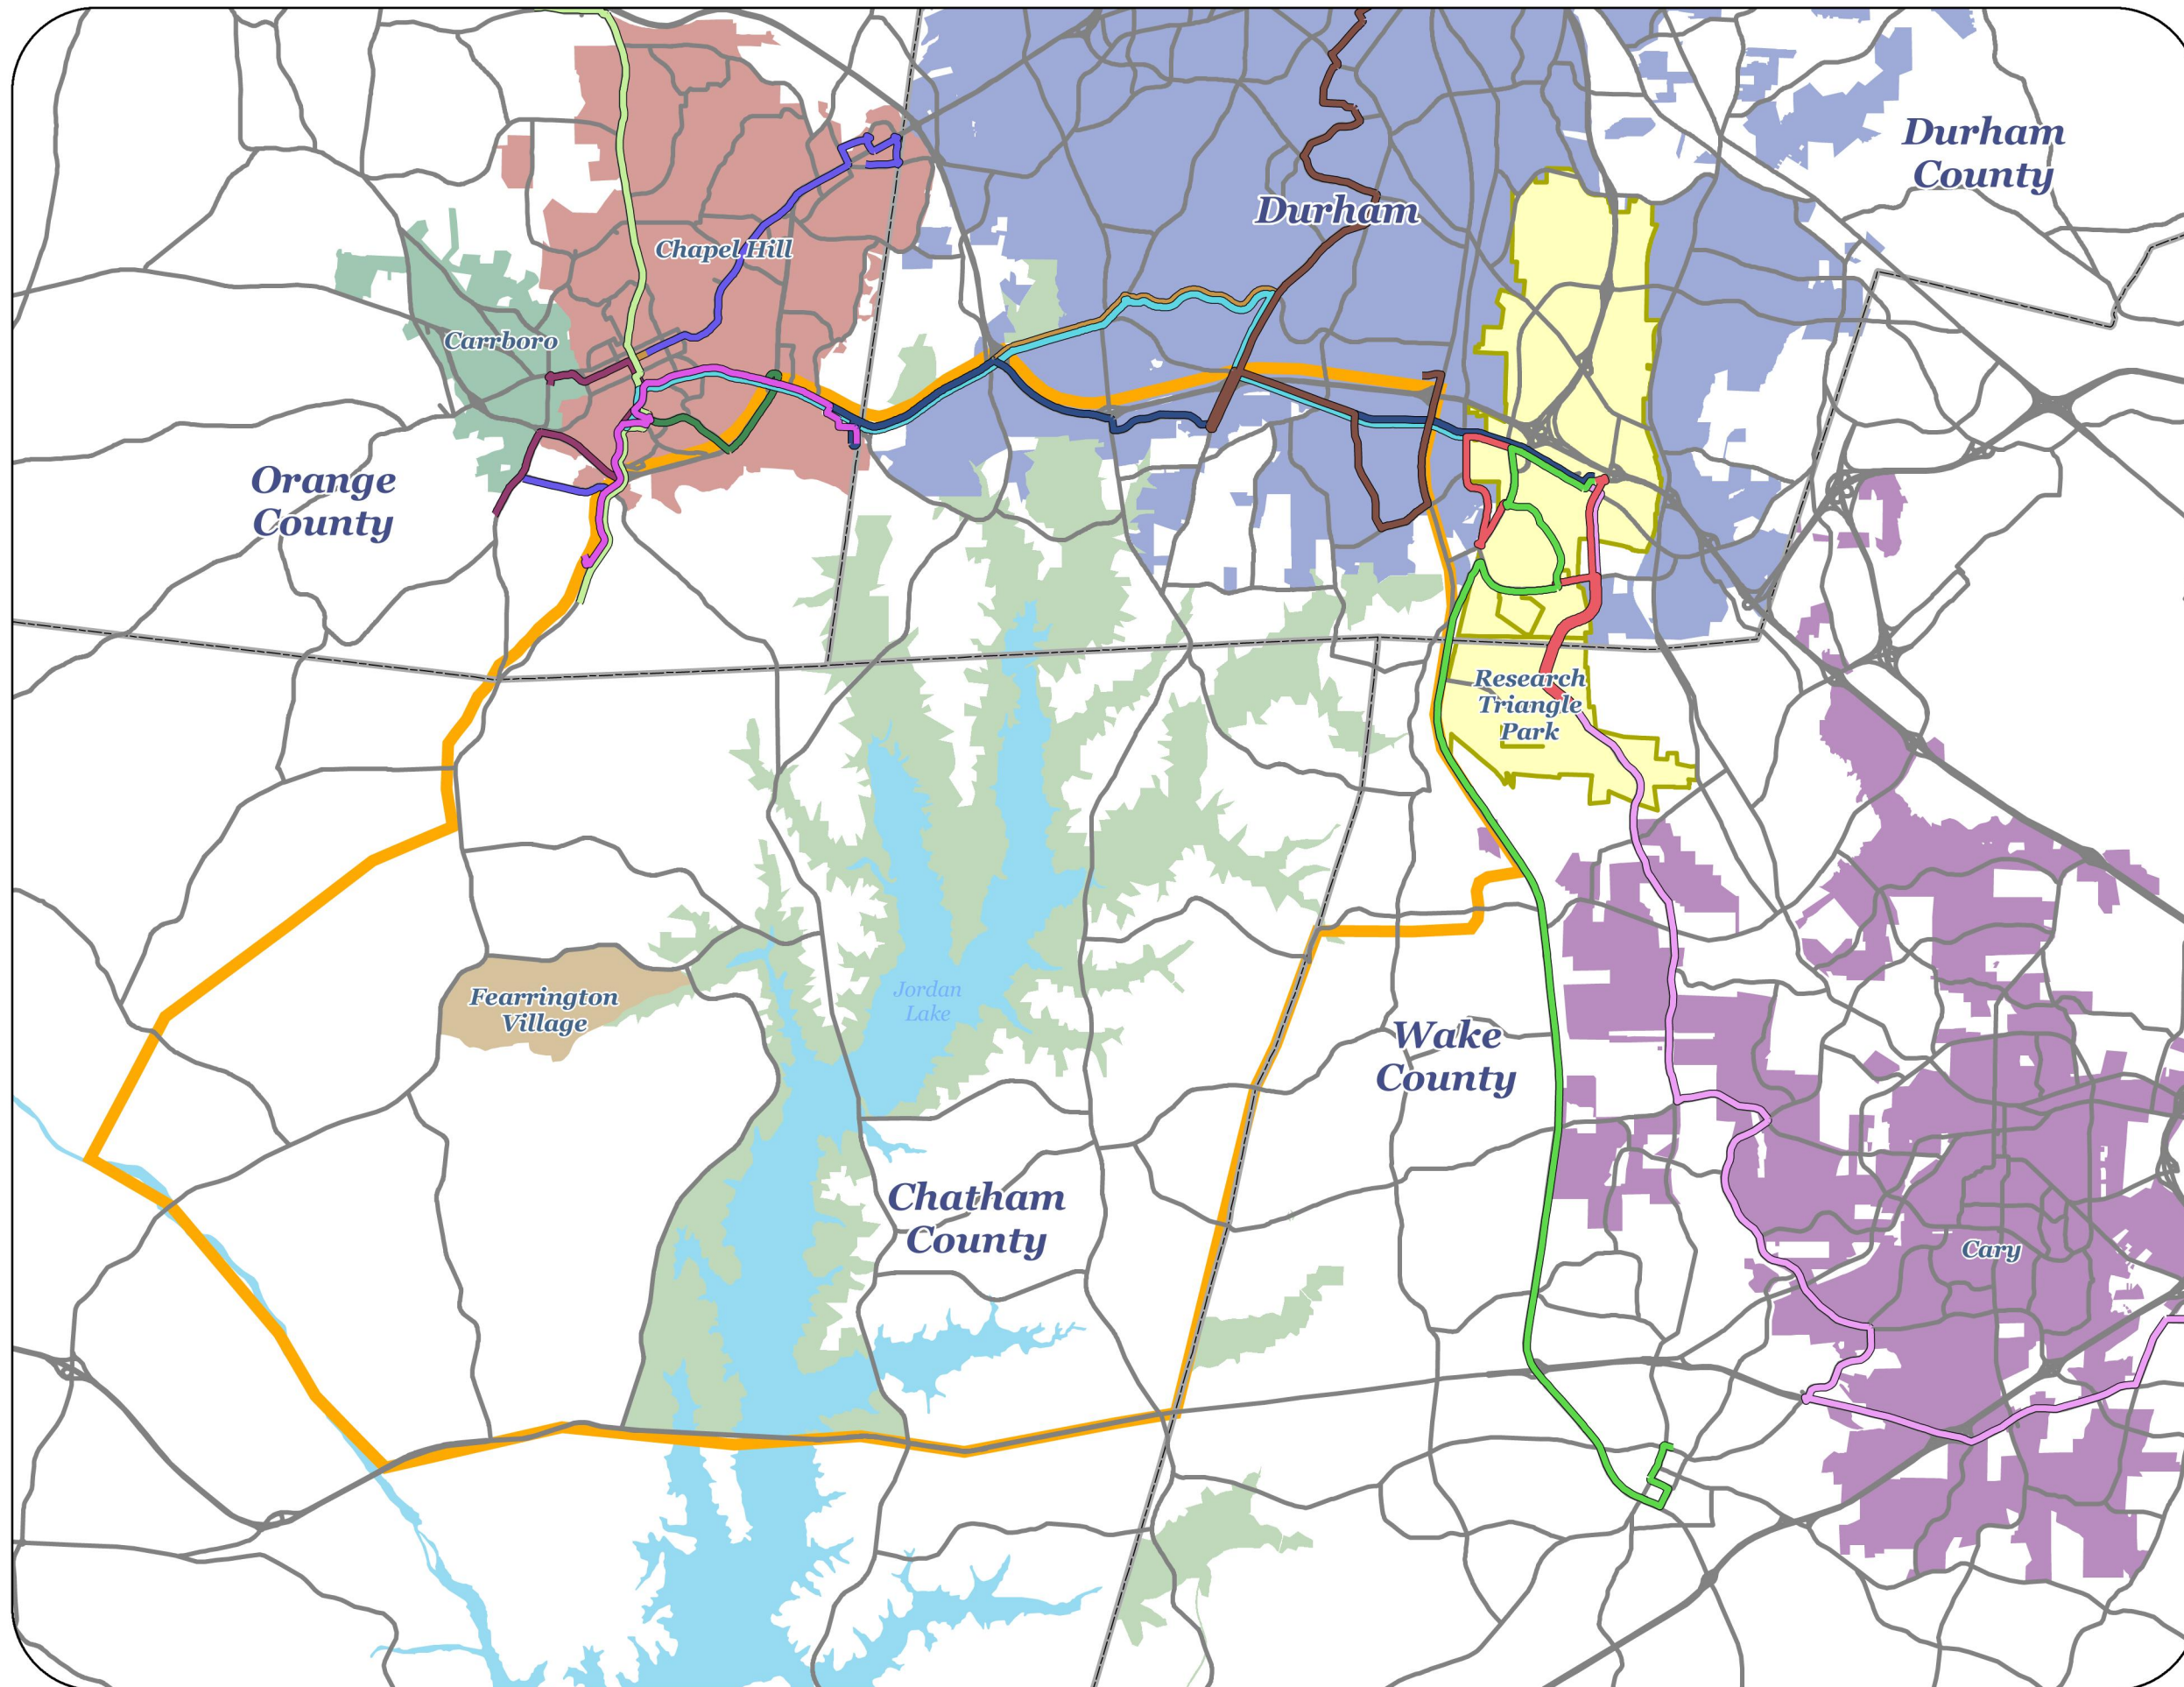 Durham
County
Durham
Chapel Hill
Carrboro
Orange
County
Research
Triangle
Park
Fearrington
Village
Jordan
Lake
Wake
County
Chatham
County
Cary